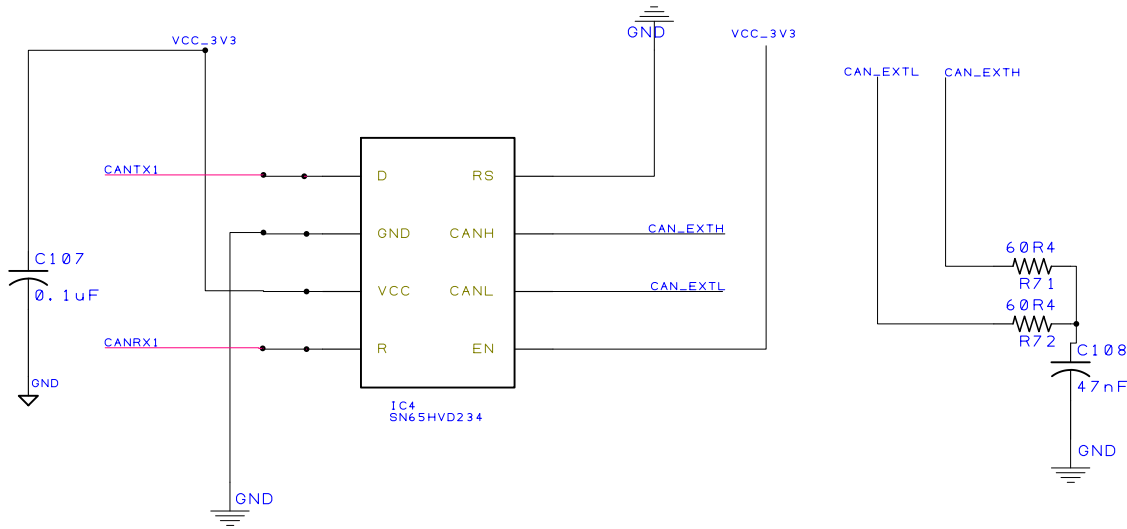 GND
VCC_3V3
VCC_3V3
CAN_EXTL
CAN_EXTH
CANTX1
D
RS
GND
CANH
CAN_EXTH
60R4
C107
R71
0.1uF
VCC
CANL
CAN_EXTL
60R4
CANRX1
R
EN
R72
C108
GND
47nF
IC4
SN65HVD234
GND
GND